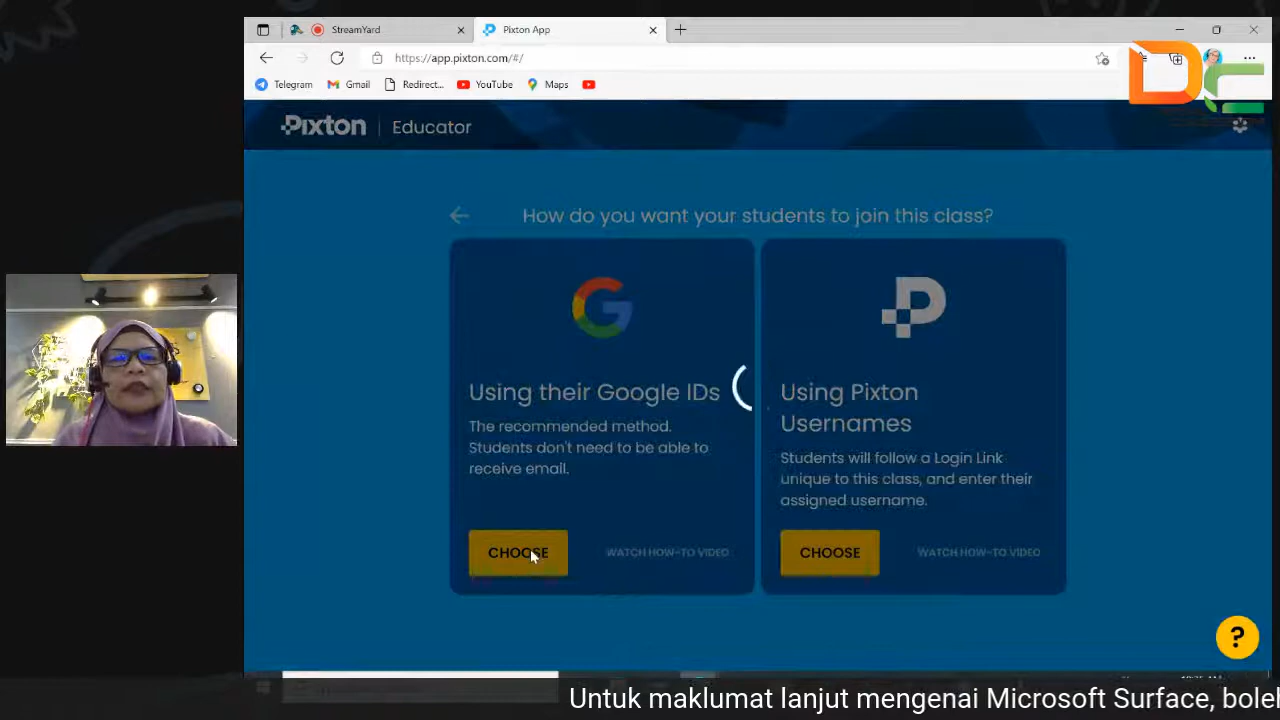 StreamYard
Pixton App
https://app.pixton.com/#/
Telegram
Gmail
Redirect...
YouTube
Maps
Pixton | Educator
How do you want your students to join this class?
Using their Google IDs
The recommended method.
Students don't need to be able to
receive email.
CHOOSE
WATCH HOW-TO VIDEO
Using Pixton
Usernames
Students will follow a Login Link
unique to this class, and enter their
assigned username.
CHOOSE
WATCH HOW-TO VIDEO
?
Untuk maklumat lanjut mengenai Microsoft Surface, boleh